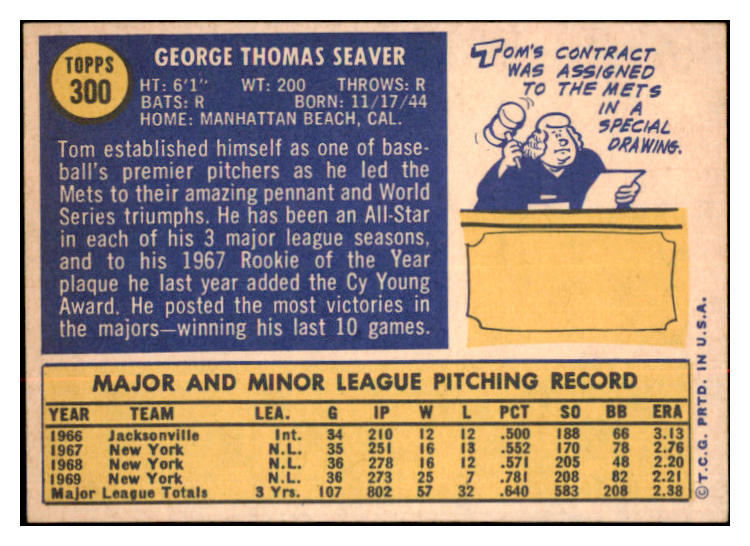 TOPPS
300
GEORGE THOMAS SEAVER
HT: 6'1" WT: 200 THROWS: R
BATS: R BORN: 11/17/44
HOME: MANHATTAN BEACH, CAL.
Tom established himself as one of base-
ball's premier pitchers as he led the
Mets to their amazing pennant and World
Series triumphs. He has been an All-Star
in each of his 3 major league seasons,
and to his 1967 Rookie of the Year
plaque he last year added the Cy Young
Award. He posted the most victories in
the majors—winning his last 10 games.
TOM'S CONTRACT
WAS ASSIGNED
TO THE METS
IN A
SPECIAL
DRAWING.
MAJOR AND MINOR LEAGUE PITCHING RECORD
YEAR TEAM LEA. G IP W L PCT SO BB ERA
1966 Jacksonville Int. 34 210 12 12 .500 188 66 3.13
1967 New York N.L. 35 251 16 13 .552 170 78 2.76
1968 New York N.L. 36 278 16 12 .571 205 48 2.20
1969 New York N.L. 36 273 25 7 .781 208 82 2.21
Major League Totals 3 Yrs. 107 802 57 32 .640 583 208 2.38
©T.C.G. PRTD. IN U.S.A.